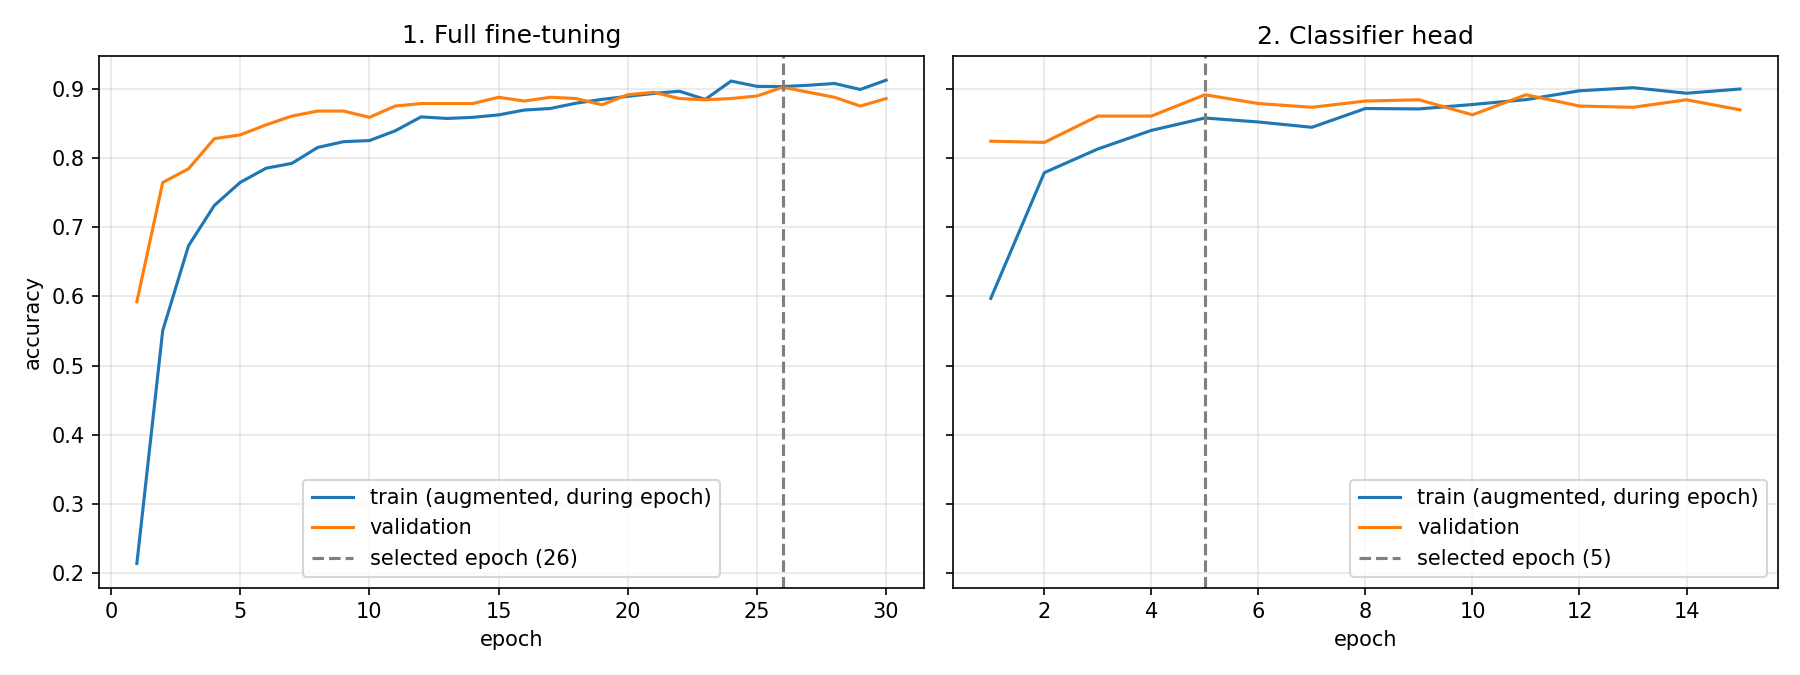 1. Full fine-tuning
accuracy
0.9
0.8
0.7
0.6
0.5
0.4
0.3
0.2
train (augmented, during epoch)
validation
selected epoch (26)
0 5 10 15 20 25 30
epoch
2. Classifier head
train (augmented, during epoch)
validation
selected epoch (5)
2 4 6 8 10 12 14
epoch